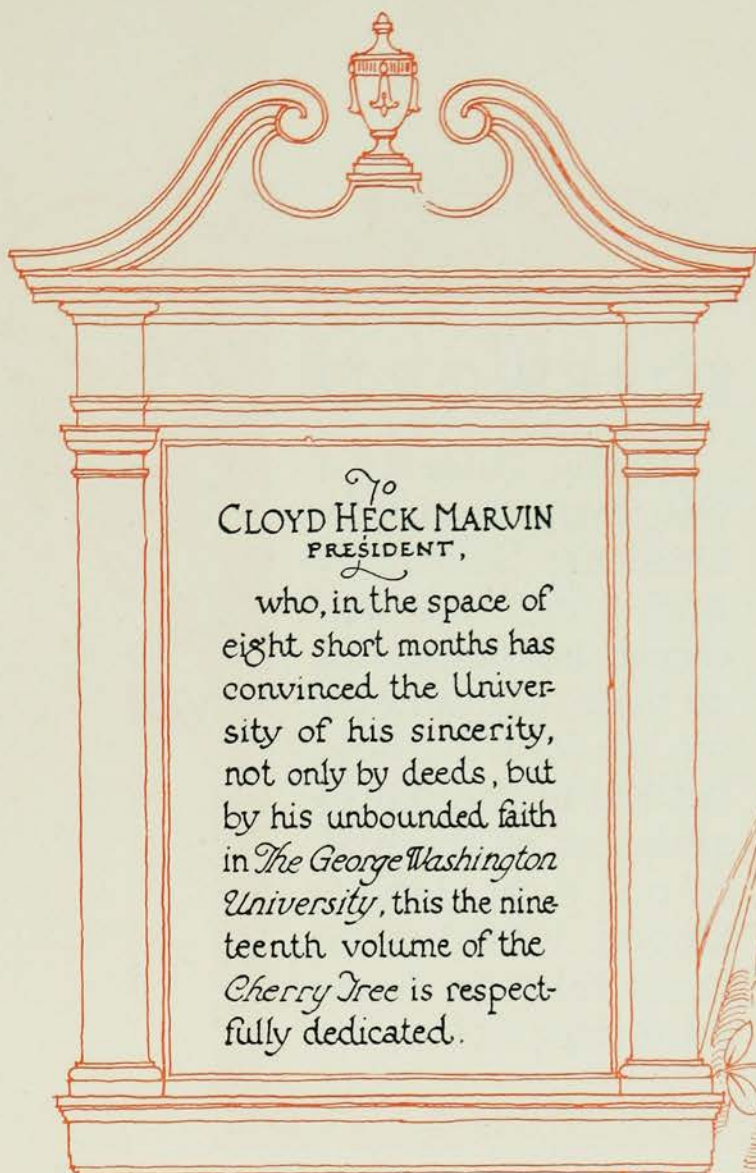 To
CLOYD HECK MARVIN
PRESIDENT,
who, in the space of
eight short months has
convinced the Univer-
sity of his sincerity,
not only by deeds, but
by his unbounded faith
in The George Washington
University, this the nine-
teenth volume of the
Cherry Tree is respect-
fully dedicated.